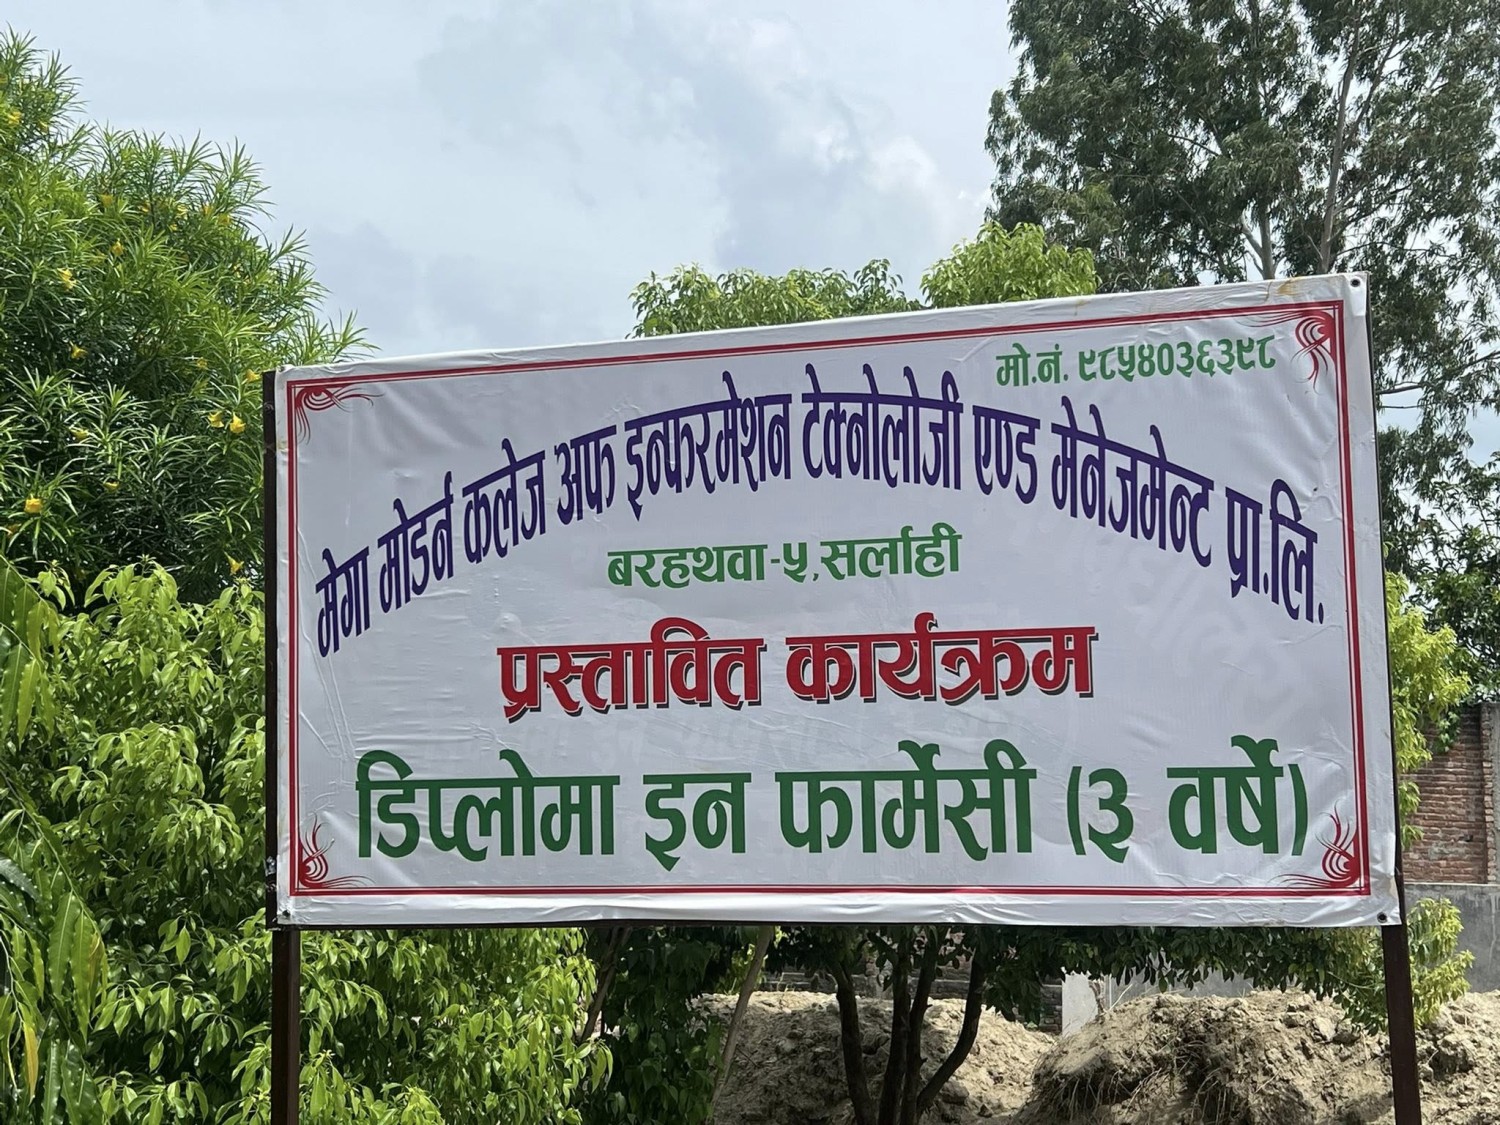 मो.नं. ९८५४०३६३९८
मेगा मोडर्न कलेज अफ इन्फरमेशन टेक्नोलोजी एण्ड मेनेजमेन्ट प्रा.लि.
बरहथवा-५, सर्लाही
प्रस्तावित कार्यक्रम
डिप्लोमा इन फार्मेसी (३ वर्षे)